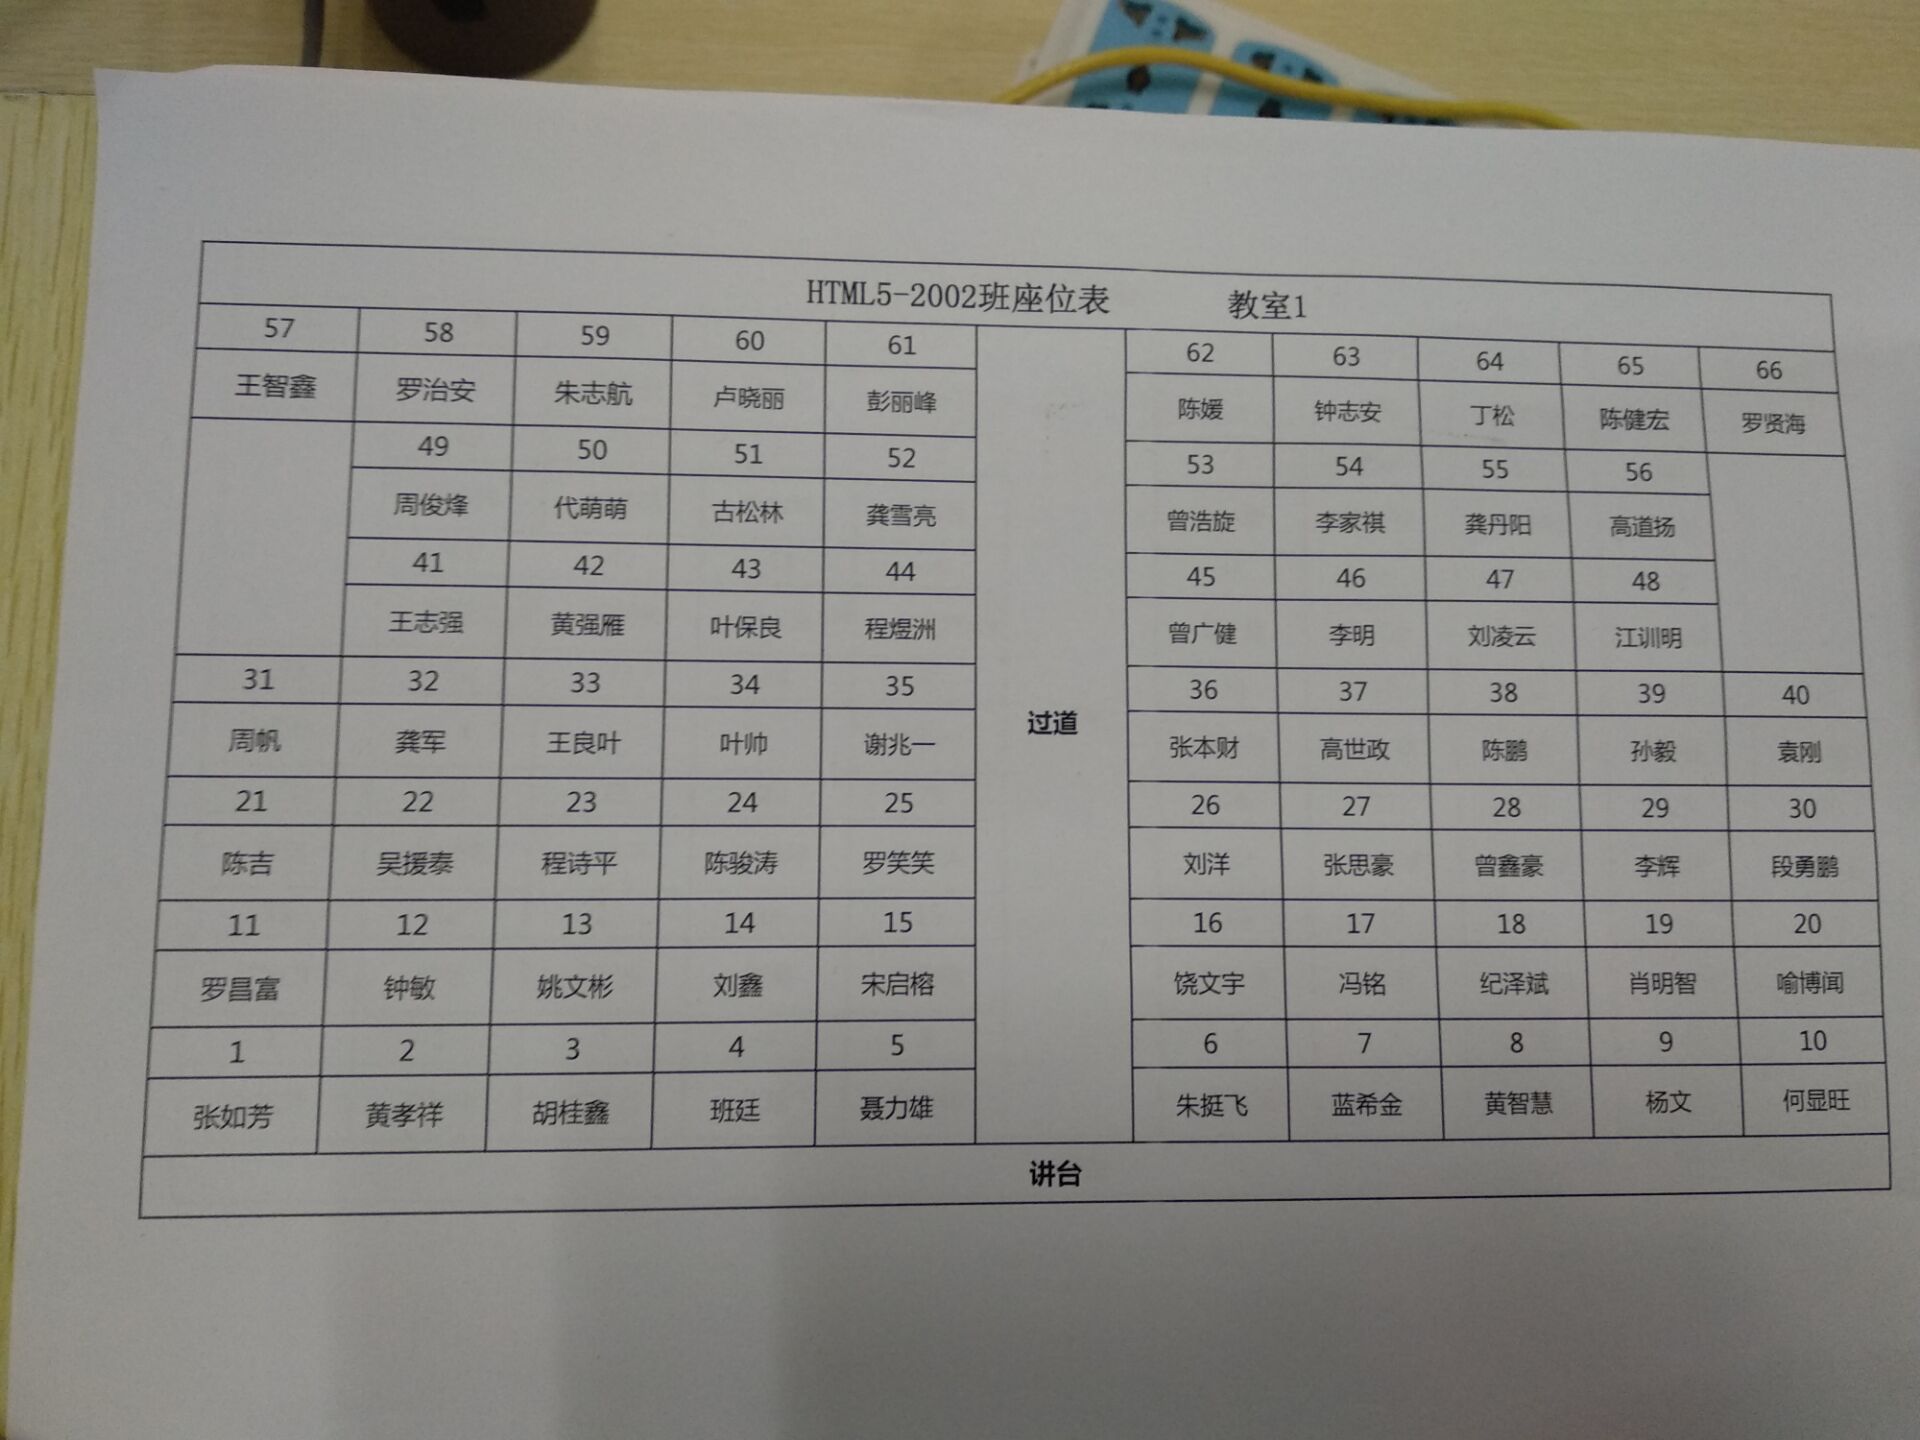 HTML5-2002班座位表 教室1
57 58 59 60 61 62 63 64 65 66
王智鑫 罗治安 朱志航 卢晓丽 彭丽峰 陈媛 钟志安 丁松 陈健宏 罗贤海
49 50 51 52 53 54 55 56
周俊烽 代萌萌 古松林 龚雪亮 曾浩旋 李家祺 龚丹阳 高道扬
41 42 43 44 45 46 47 48
王志强 黄强雁 叶保良 程煜洲 曾广健 李明 刘凌云 江训明
31 32 33 34 35 36 37 38 39 40
过道
周帆 龚军 王良叶 叶帅 谢兆一 张本财 高世政 陈鹏 孙毅 袁刚
21 22 23 24 25 26 27 28 29 30
陈吉 吴援泰 程诗平 陈骏涛 罗笑笑 刘洋 张思豪 曾鑫豪 李辉 段勇鹏
11 12 13 14 15 16 17 18 19 20
罗昌富 钟敏 姚文彬 刘鑫 宋启榕 饶文宇 冯铭 纪泽斌 肖明智 喻博闻
1 2 3 4 5 6 7 8 9 10
张如芳 黄孝祥 胡桂鑫 班廷 聂力雄 朱挺飞 蓝希金 黄智慧 杨文 何显旺
讲台